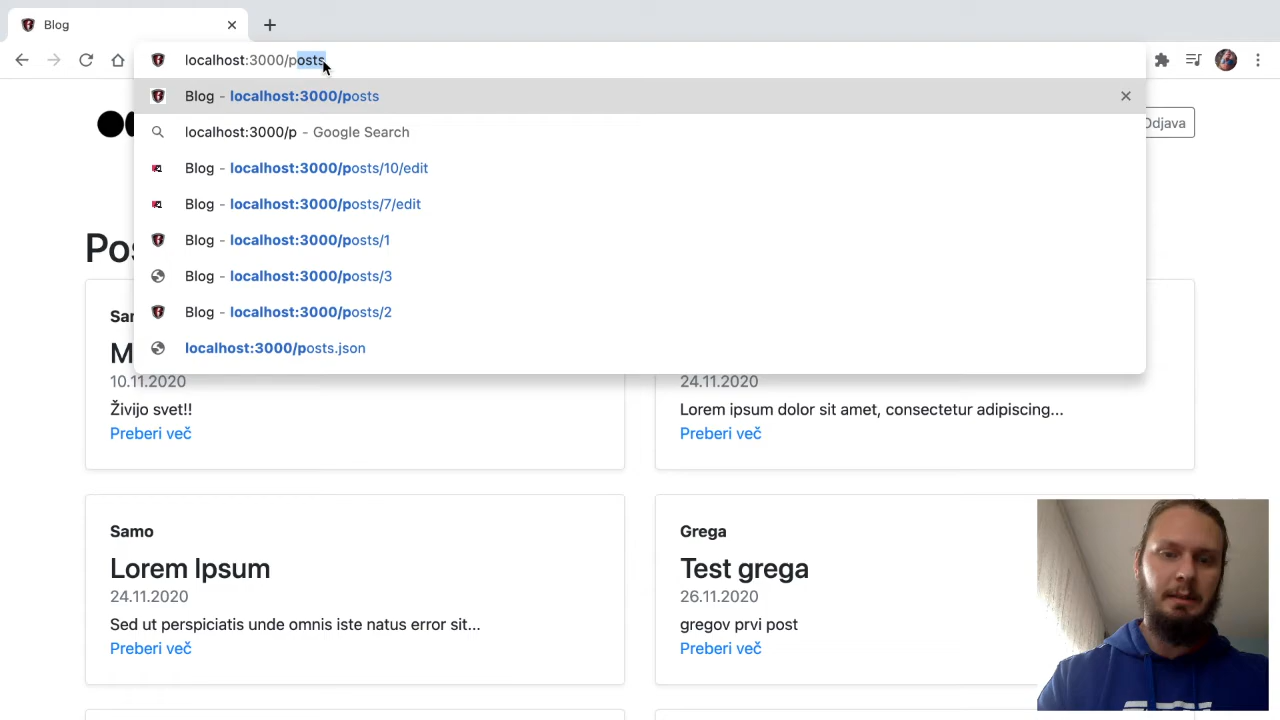 Blog
localhost:3000/posts
Blog - localhost:3000/posts
localhost:3000/p - Google Search
Blog - localhost:3000/posts/10/edit
Blog - localhost:3000/posts/7/edit
Blog - localhost:3000/posts/1
Blog - localhost:3000/posts/3
Blog - localhost:3000/posts/2
localhost:3000/posts.json
Odjava
Pos
Sar
M
10.11.2020
Živijo svet!!
Preberi več
24.11.2020
Lorem ipsum dolor sit amet, consectetur adipiscing...
Preberi več
Samo
Lorem Ipsum
24.11.2020
Sed ut perspiciatis unde omnis iste natus error sit...
Preberi več
Grega
Test grega
26.11.2020
gregov prvi post
Preberi več